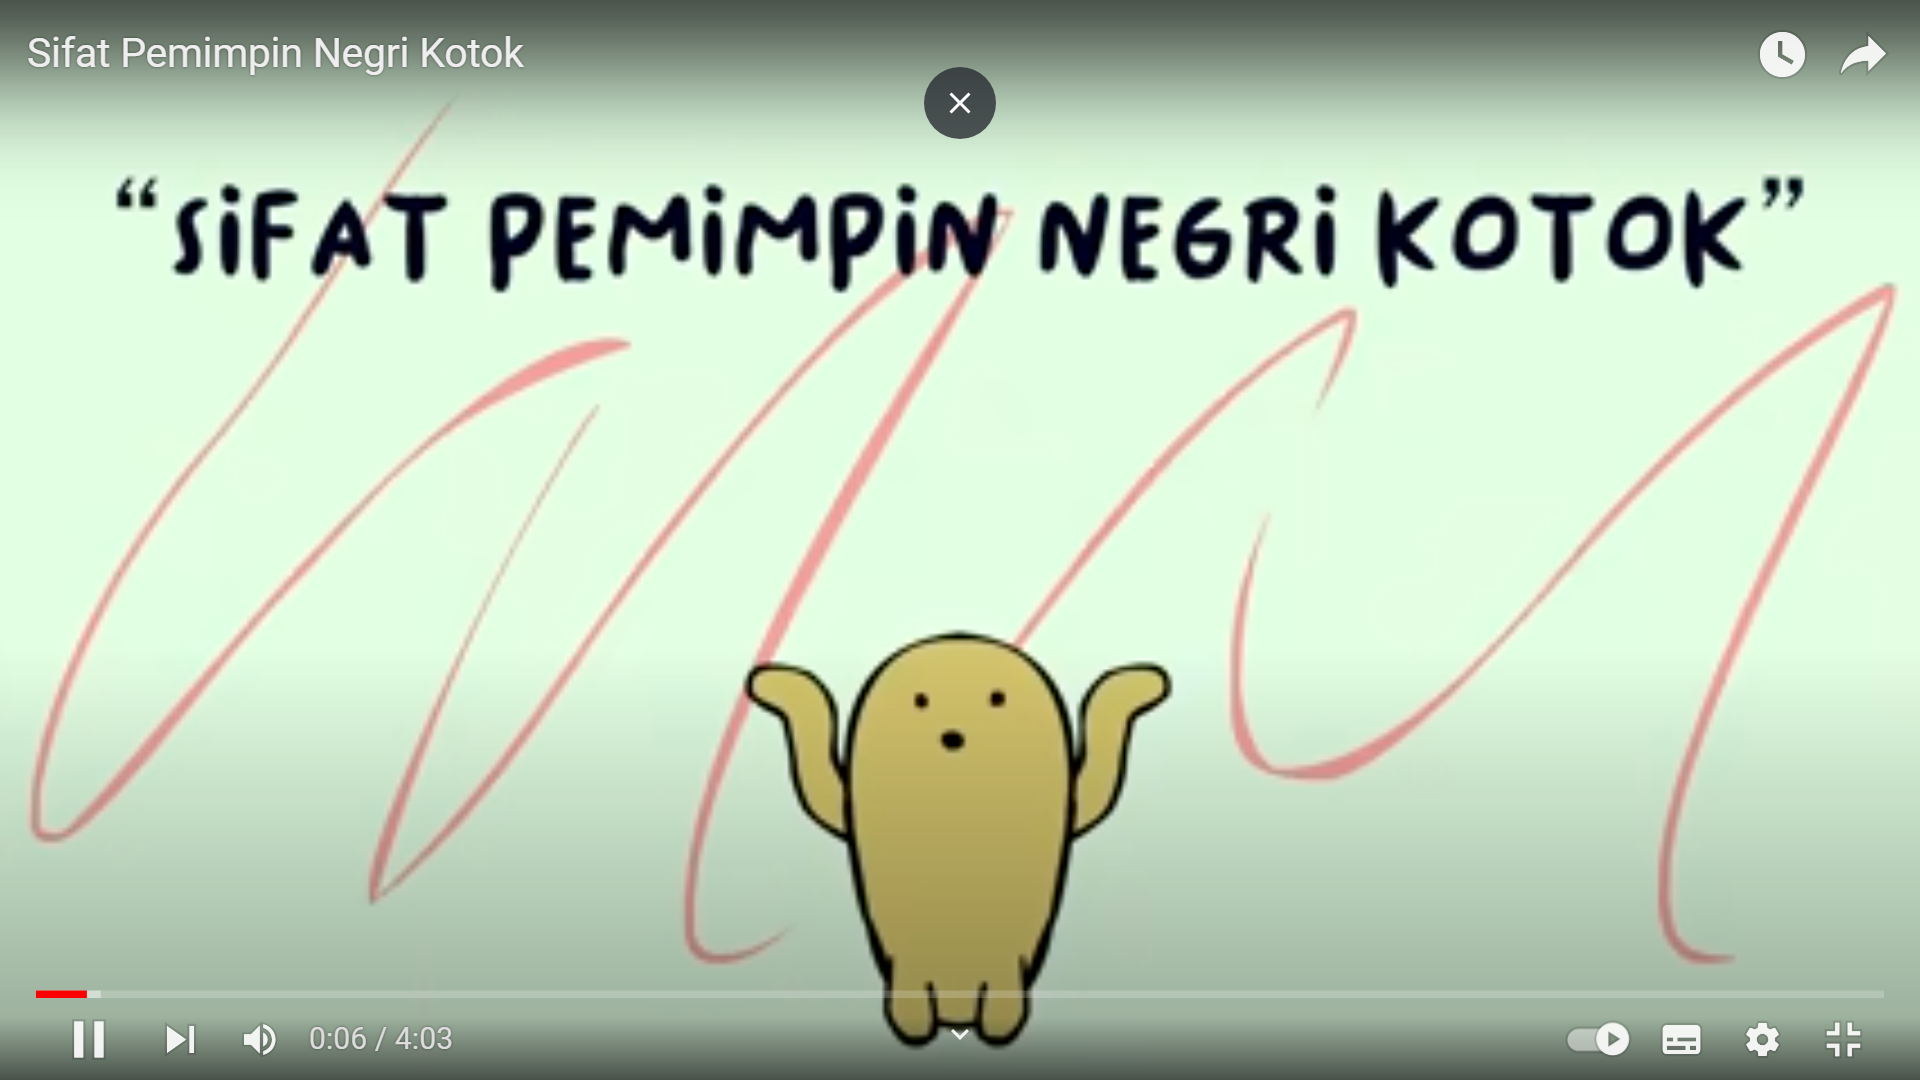 Sifat Pemimpin Negri Kotok
“SiFAT PEMiMPiN NEGRi KOTOK”
0:06 / 4:03